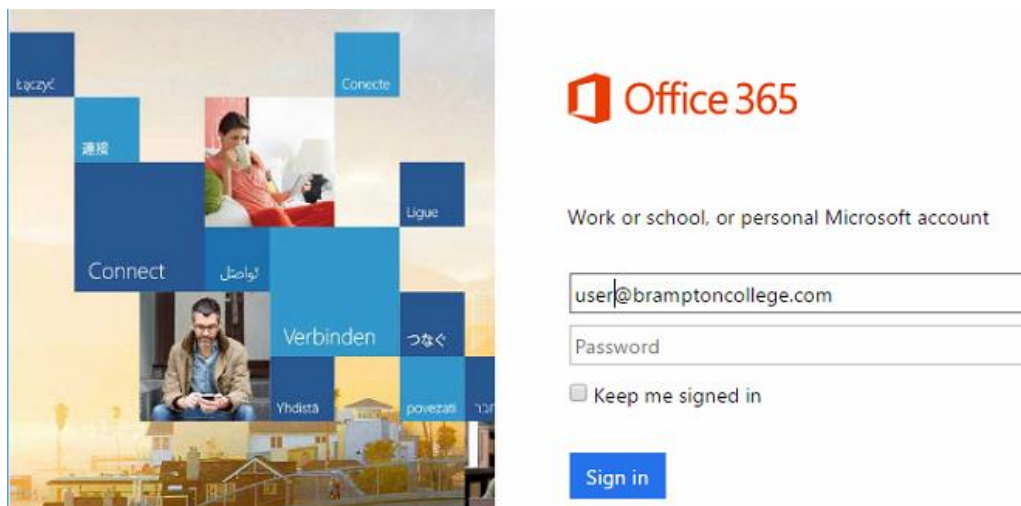 Łączyć
Conecte
連接
Ligue
Connect
تواصل
Verbinden
つなぐ
Yhdistä
povezati
Office 365
Work or school, or personal Microsoft account
user@bramptoncollege.com
Password
Keep me signed in
Sign in